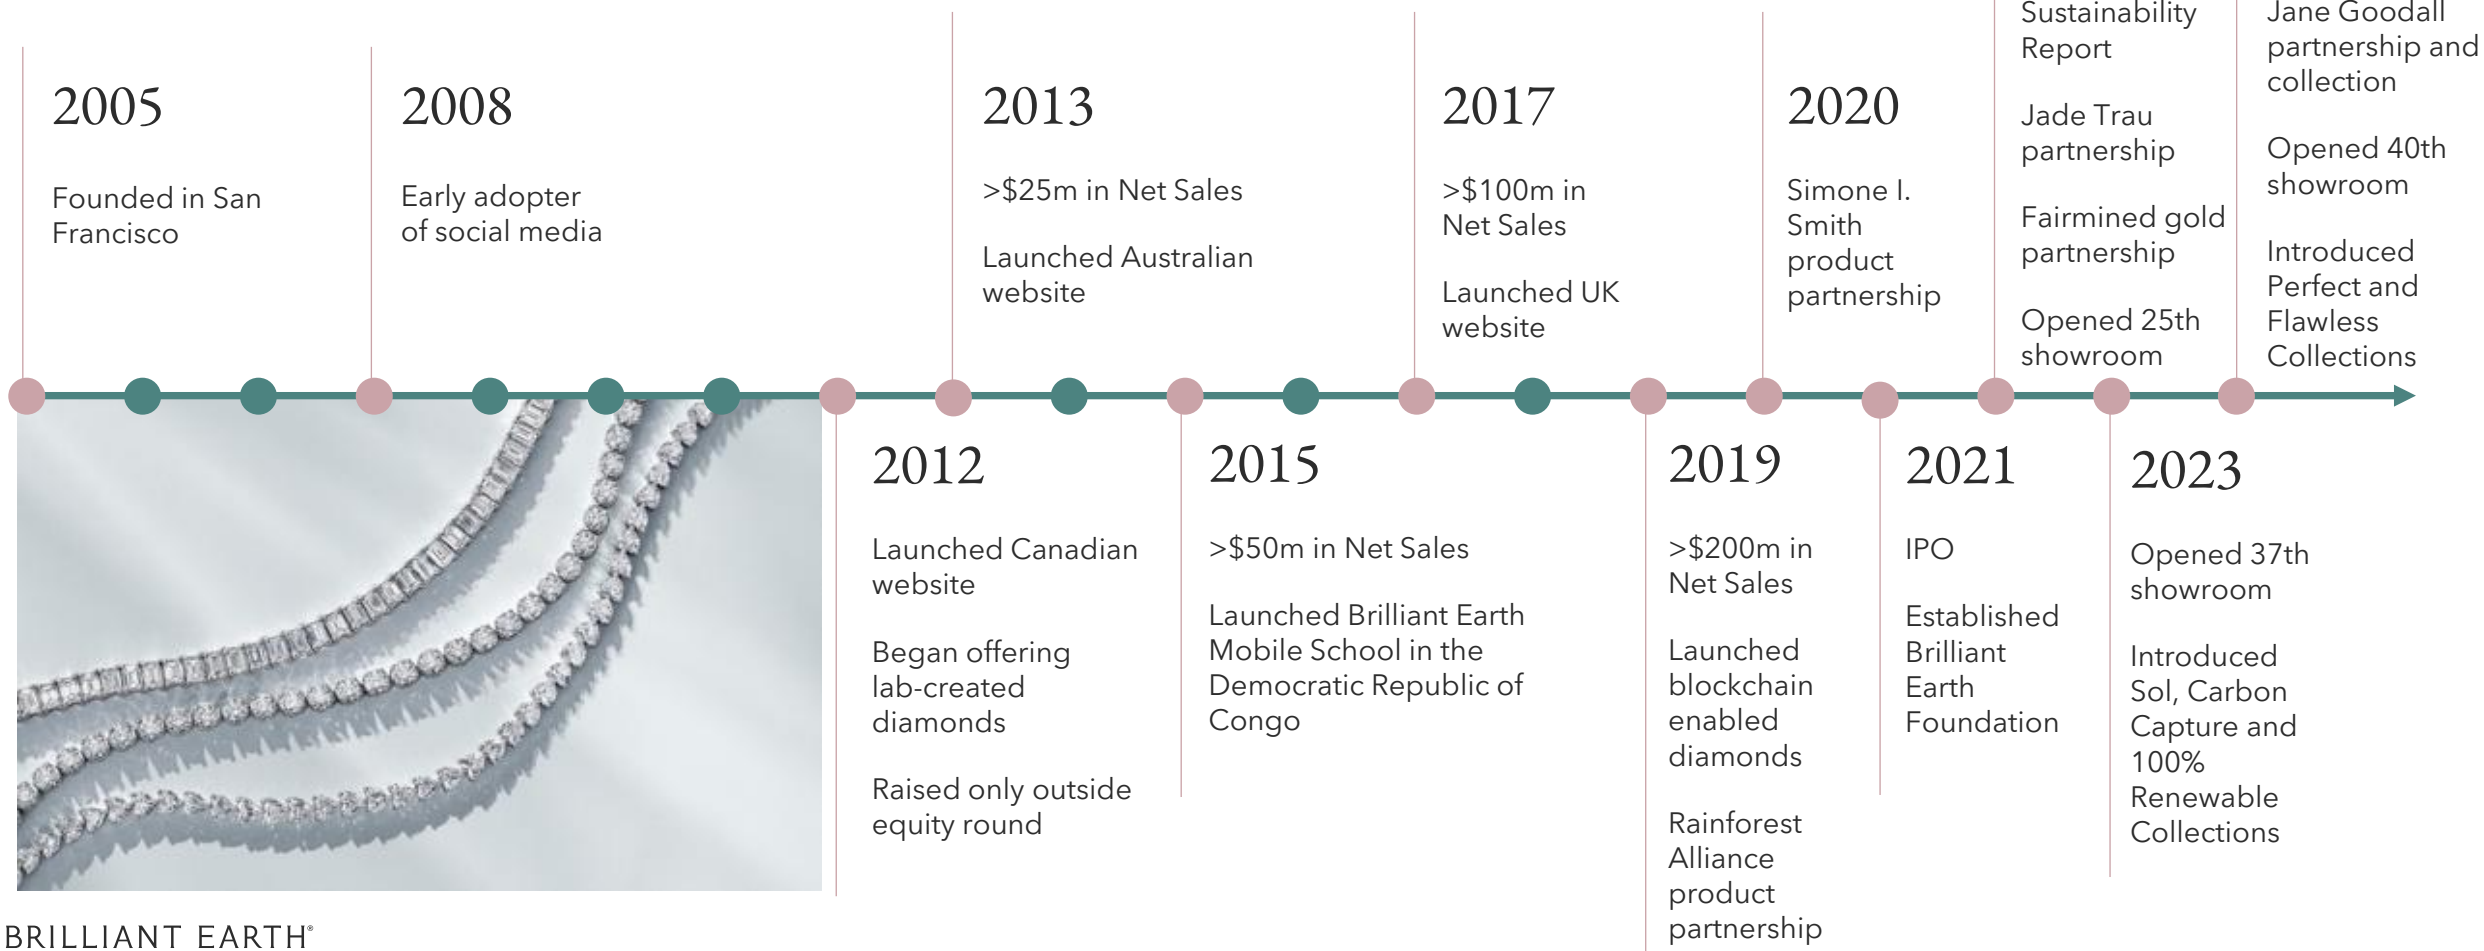 2005
Founded in San
Francisco
2008
Early adopter
of social media
2012
Launched Canadian
website
Began offering
lab-created
diamonds
Raised only outside
equity round
2013
>$25m in Net Sales
Launched Australian
website
2015
>$50m in Net Sales
Launched Brilliant Earth
Mobile School in the
Democratic Republic of
Congo
2017
>$100m in
Net Sales
Launched UK
website
2019
>$200m in
Net Sales
Launched
blockchain
enabled
diamonds
Rainforest
Alliance
product
partnership
2020
Simone I.
Smith
product
partnership
2021
IPO
Established
Brilliant
Earth
Foundation
Sustainability
Report
Jade Trau
partnership
Fairmined gold
partnership
Opened 25th
showroom
2023
Opened 37th
showroom
Introduced
Sol, Carbon
Capture and
100%
Renewable
Collections
Jane Goodall
partnership and
collection
Opened 40th
showroom
Introduced
Perfect and
Flawless
Collections
BRILLIANT EARTH®